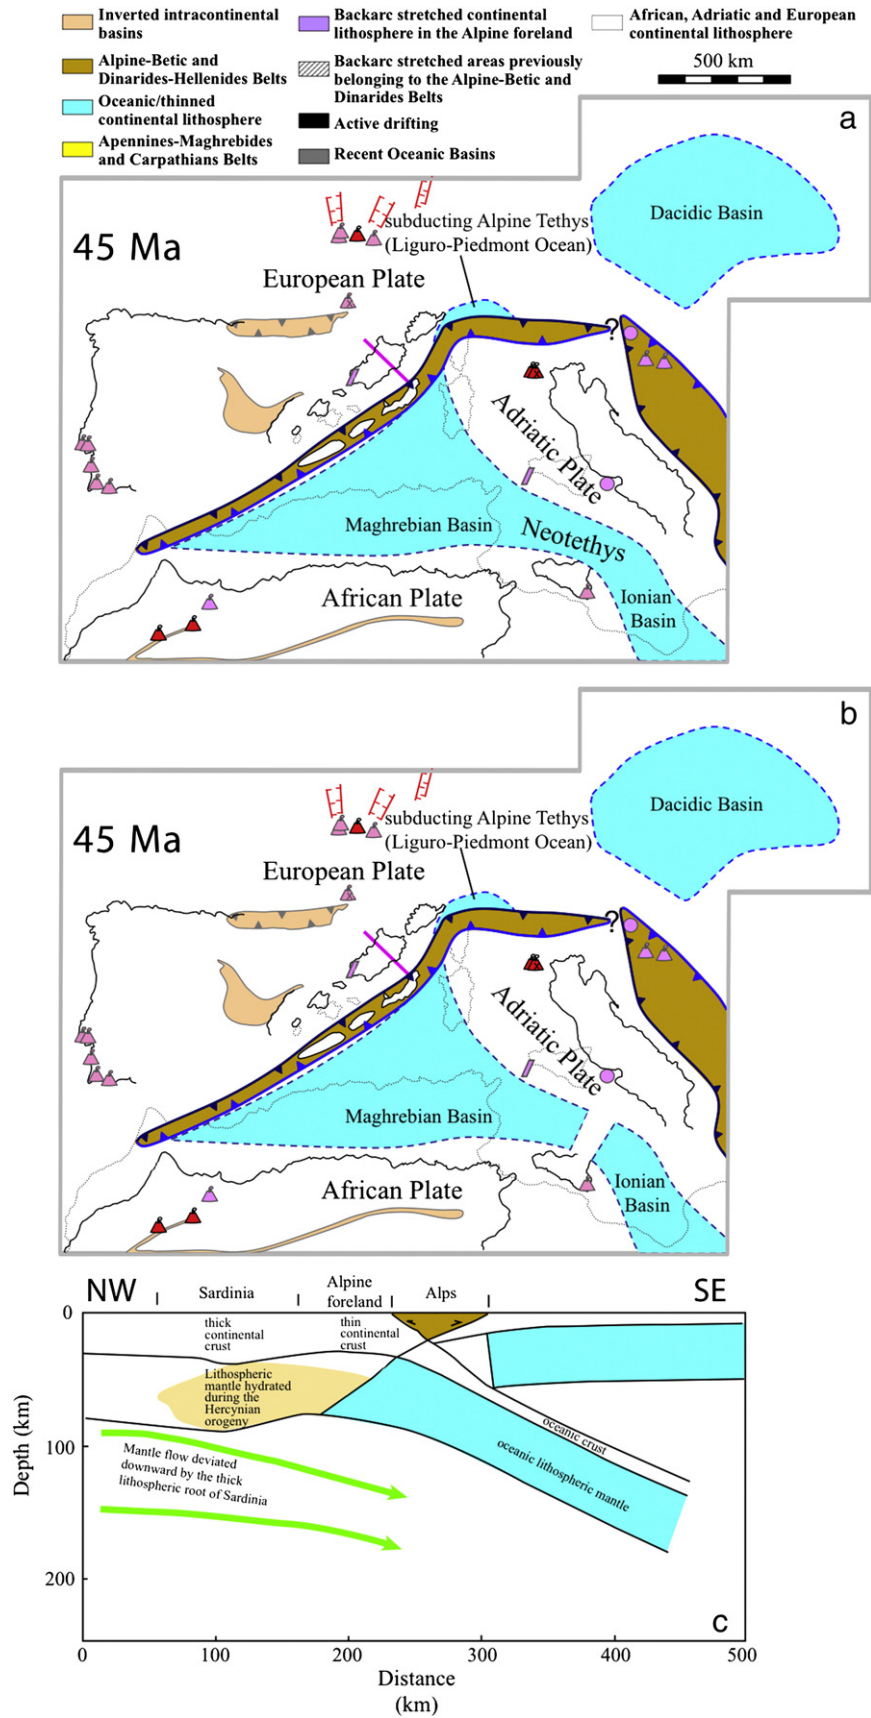 Inverted intracontinental
basins
Alpine-Betic and
Dinarides-Hellenides Belts
Oceanic/thinned
continental lithosphere
Apennines-Maghrebides
and Carpathians Belts
Backarc stretched continental
lithosphere in the Alpine foreland
Backarc stretched areas previously
belonging to the Alpine-Betic and
Dinarides Belts
Active drifting
Recent Oceanic Basins
African, Adriatic and European
continental lithosphere
500 km
a
Dacidic Basin
45 Ma
subducting Alpine Tethys
(Liguro-Piedmont Ocean)
European Plate
?
Adriatic Plate
Maghrebian Basin
Neotethys
African Plate
Ionian
Basin
b
Dacidic Basin
45 Ma
subducting Alpine Tethys
(Liguro-Piedmont Ocean)
European Plate
?
Adriatic Plate
Maghrebian Basin
African Plate
Ionian
Basin
NW
Sardinia
Alpine
foreland
Alps
SE
0
thick
continental
crust
thin
continental
crust
Lithospheric
mantle hydrated
during the
Hercynian
orogeny
oceanic crust
oceanic lithospheric mantle
100
Mantle flow deviated
downward by the thick
lithospheric root of Sardinia
200
Depth (km)
c
0
100
200
300
400
500
Distance
(km)